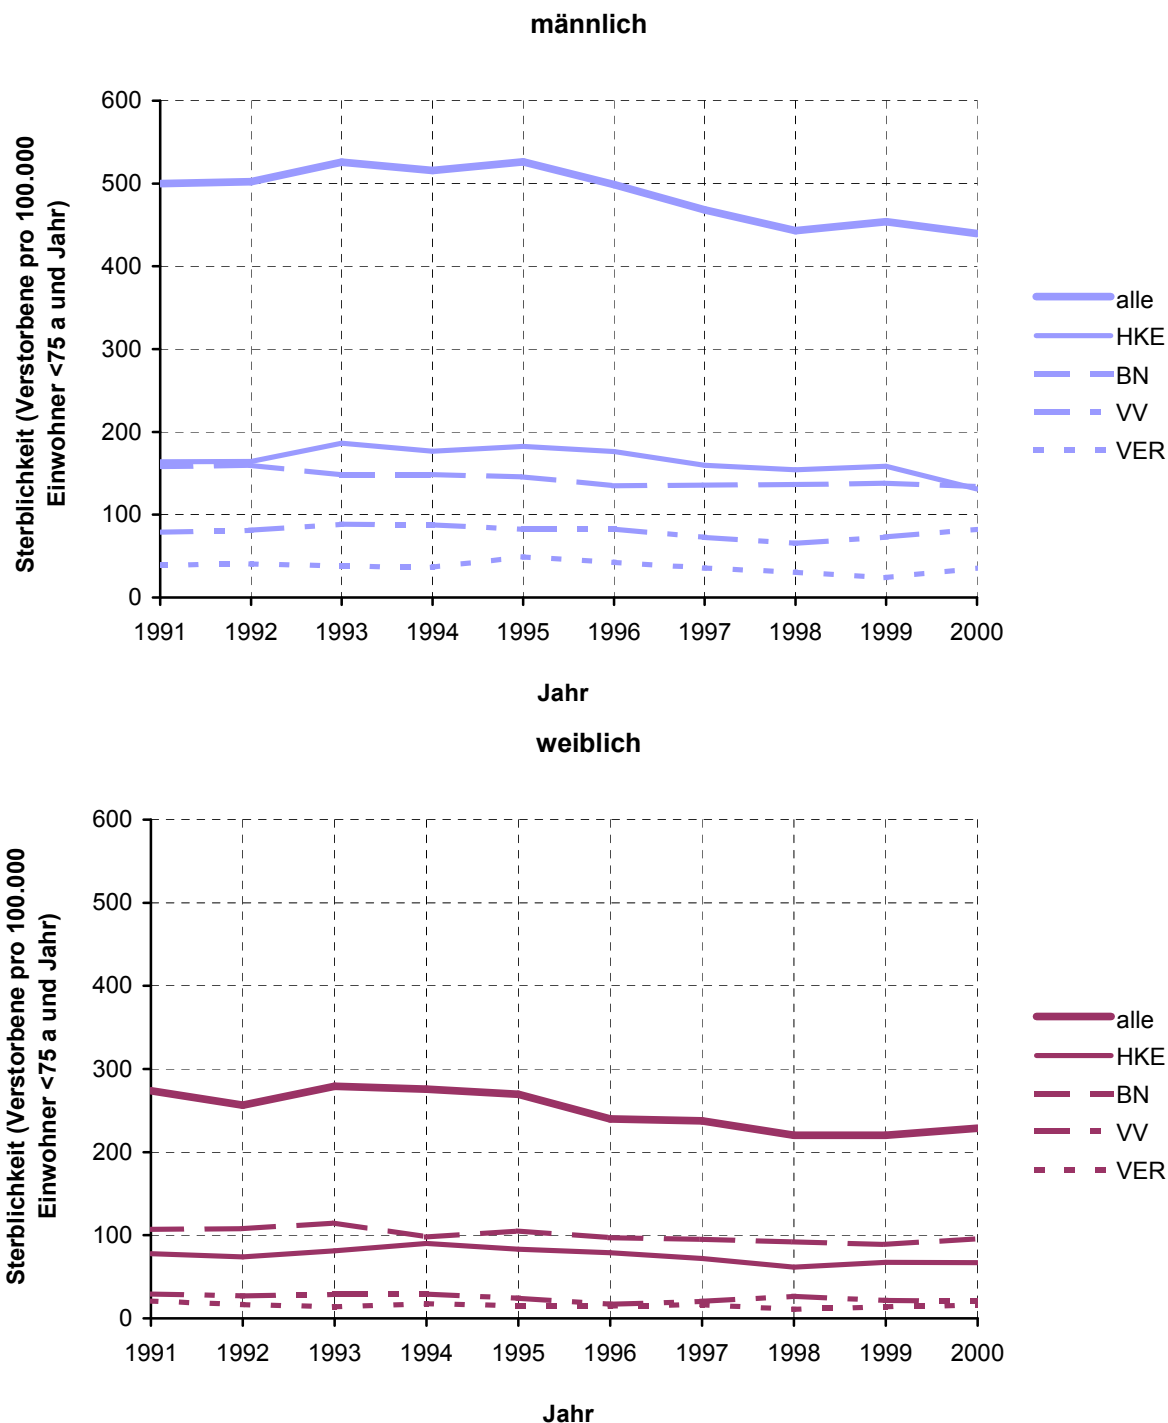 männlich
Sterblichkeit (Verstorbene pro 100.000
Einwohner <75 a und Jahr)
600
500
400
300
200
100
0
1991 1992 1993 1994 1995 1996 1997 1998 1999 2000
Jahr
alle
HKE
BN
VV
VER
weiblich
Sterblichkeit (Verstorbene pro 100.000
Einwohner <75 a und Jahr)
600
500
400
300
200
100
0
1991 1992 1993 1994 1995 1996 1997 1998 1999 2000
Jahr
alle
HKE
BN
VV
VER